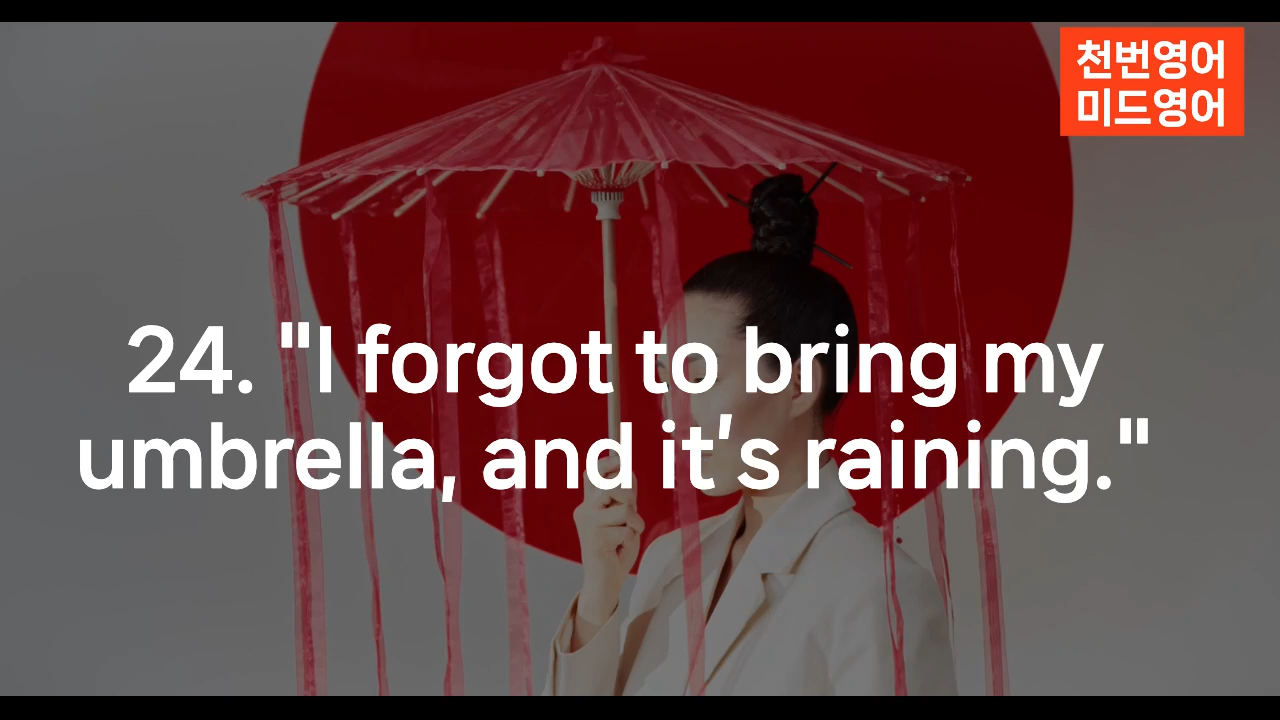 천번영어
미드영어
24. "I forgot to bring my
umbrella, and it's raining."